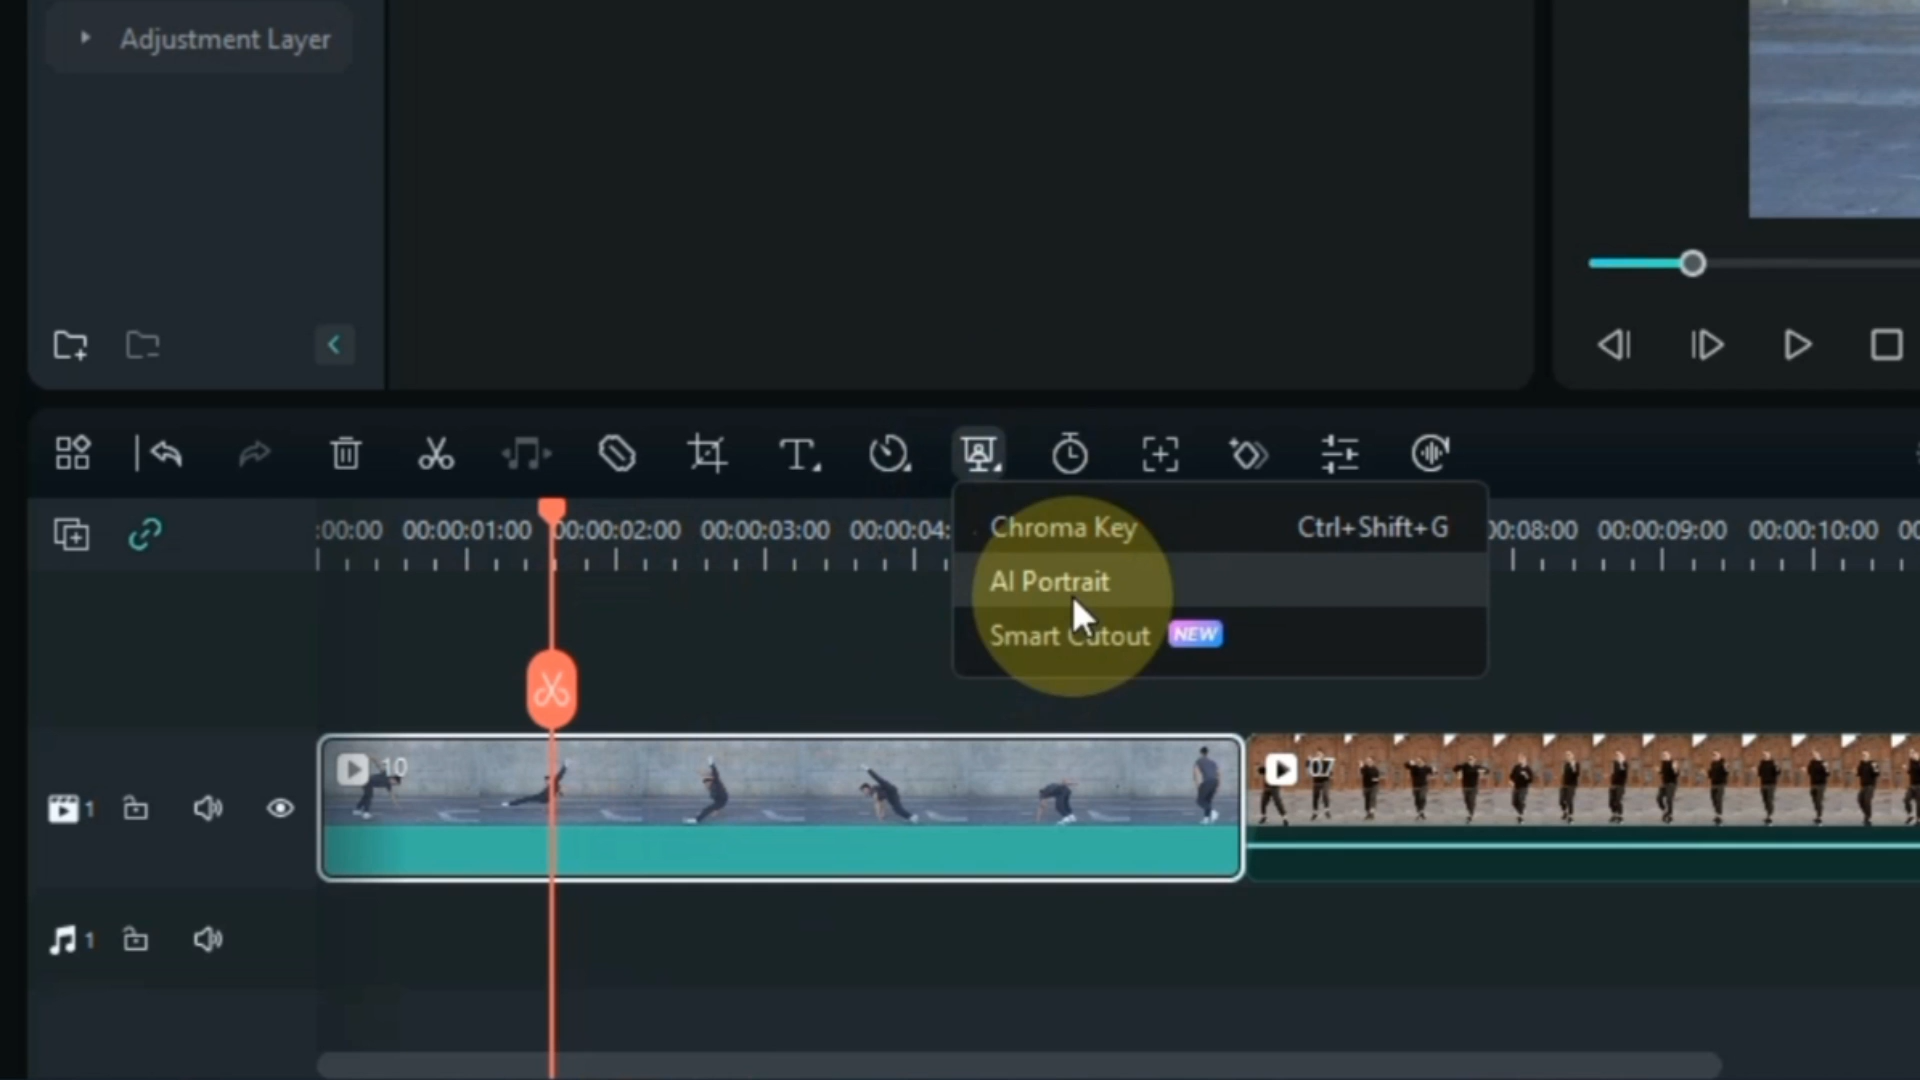 Adjustment Layer
:00:00 00:00:01:00 00:00:02:00 00:00:03:00 00:00:04: 00:08:00 00:00:09:00 00:00:10:00 00
Chroma Key Ctrl+Shift+G
AI Portrait
Smart Cutout NEW
10 07
1
1